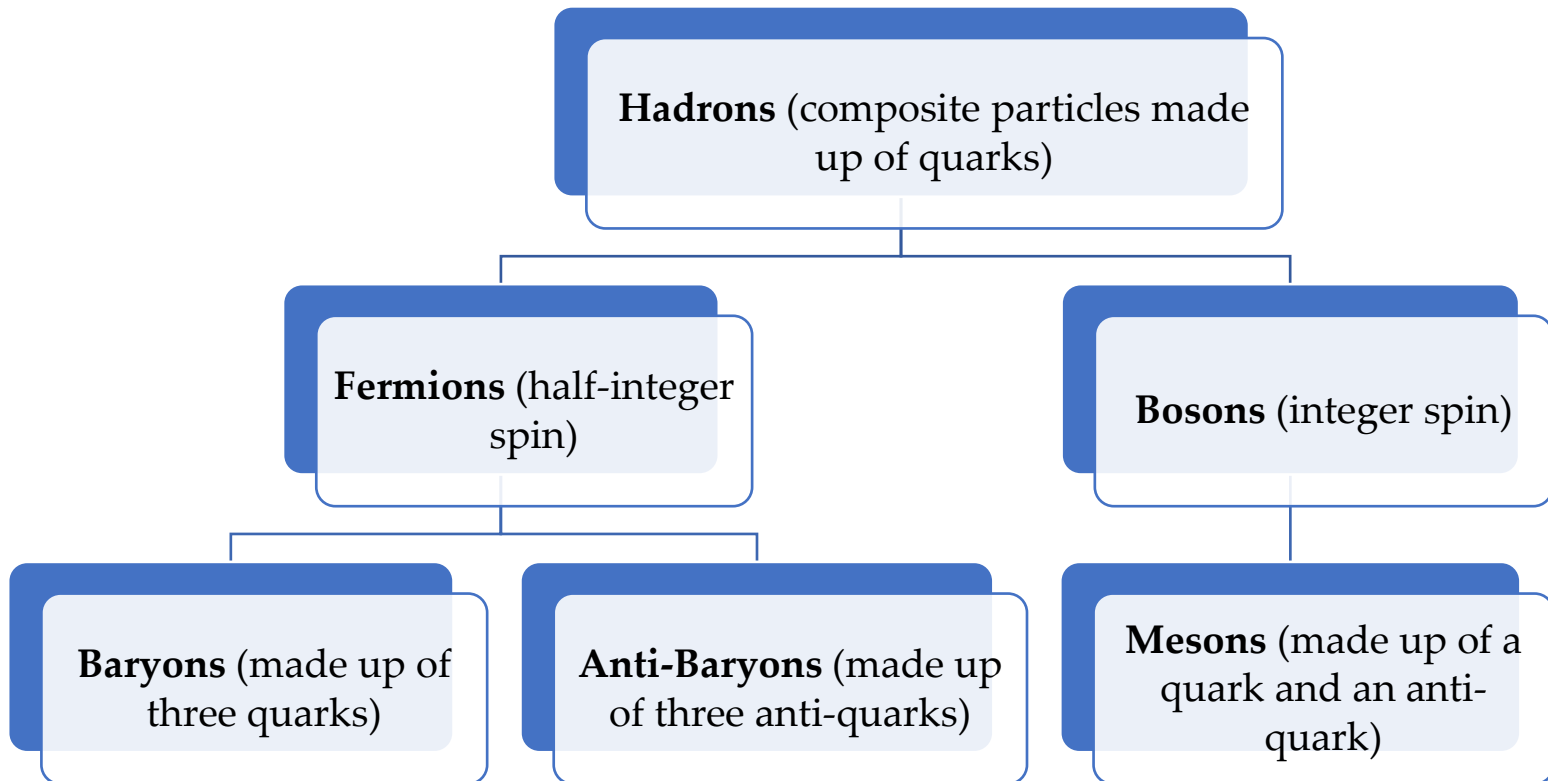 Hadrons (composite particles made
up of quarks)
Fermions (half-integer
spin)
Bosons (integer spin)
Baryons (made up of
three quarks)
Anti-Baryons (made up
of three anti-quarks)
Mesons (made up of a
quark and an anti-
quark)